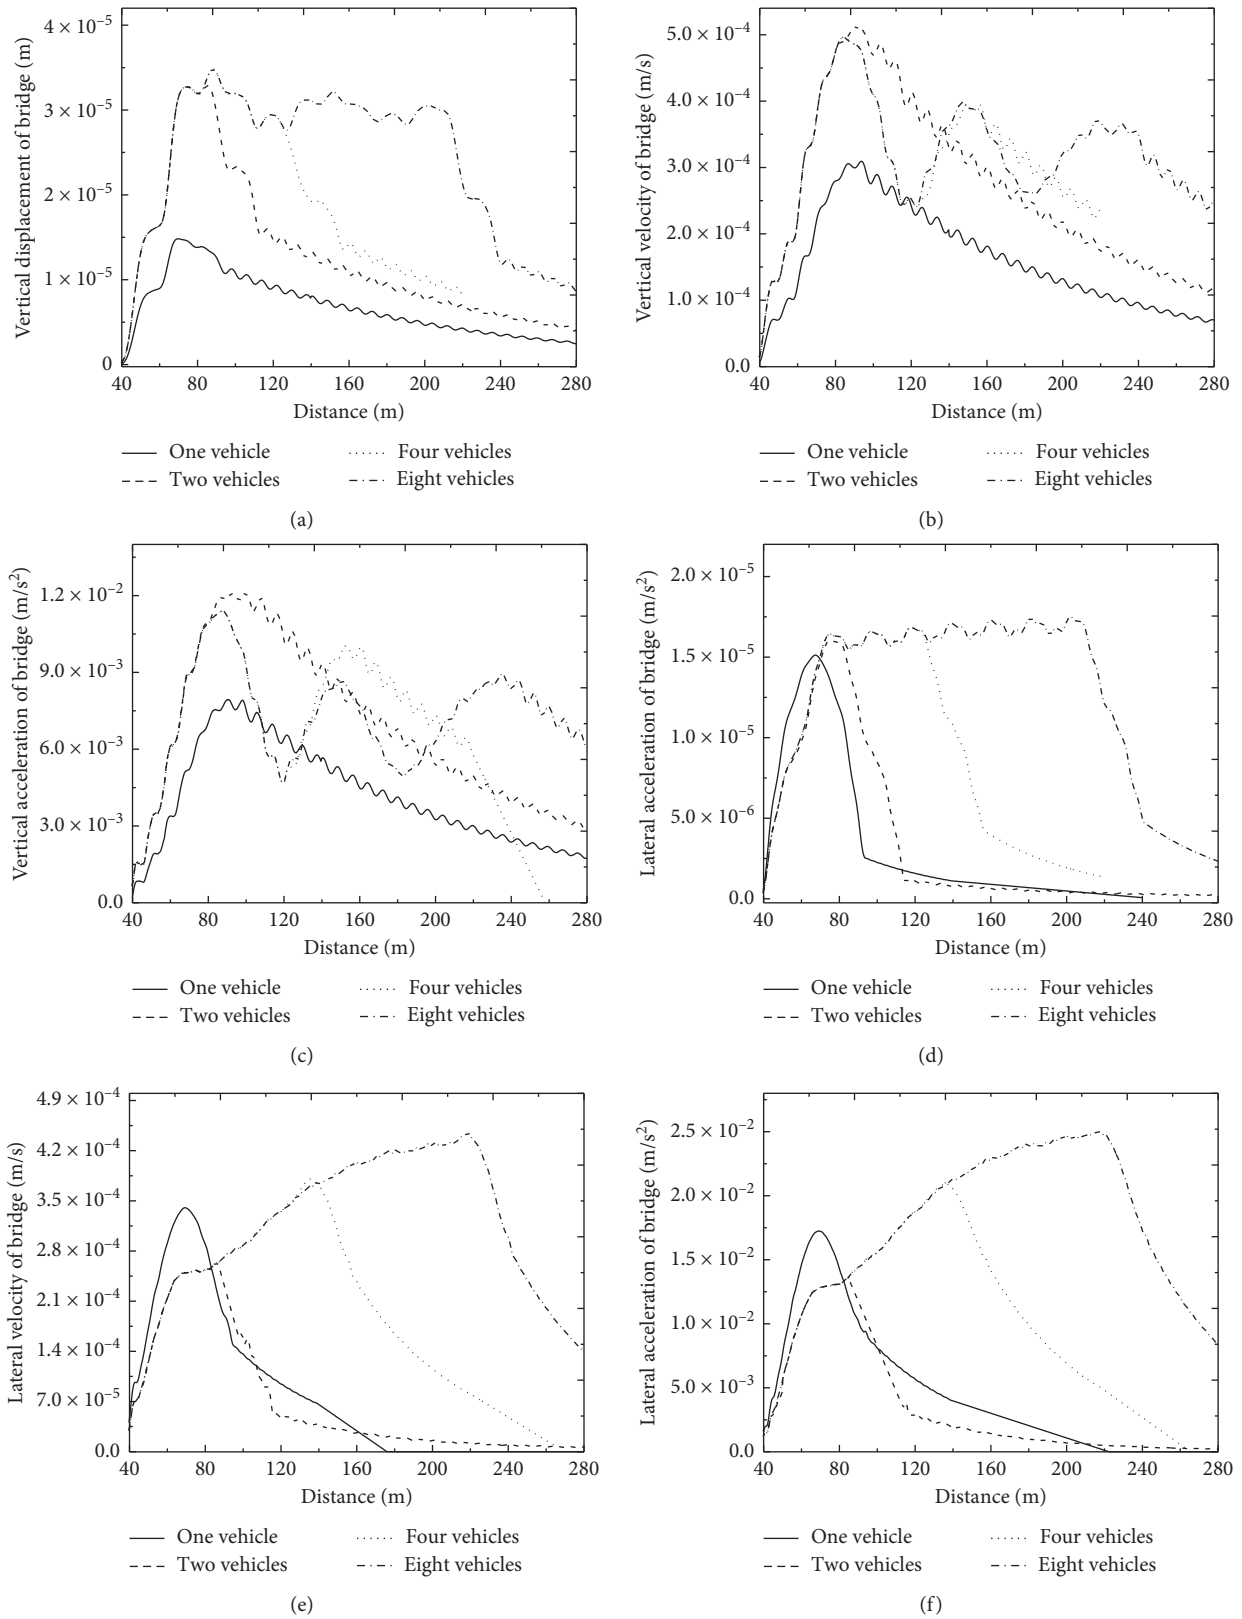 Vertical displacement of bridge (m)
4 × 10⁻⁵
3 × 10⁻⁵
2 × 10⁻⁵
1 × 10⁻⁵
0
40 80 120 160 200 240 280
Distance (m)
One vehicle
Two vehicles
Four vehicles
Eight vehicles
(a)
Vertical velocity of bridge (m/s)
5.0 × 10⁻⁴
4.0 × 10⁻⁴
3.0 × 10⁻⁴
2.0 × 10⁻⁴
1.0 × 10⁻⁴
0.0
40 80 120 160 200 240 280
Distance (m)
One vehicle
Two vehicles
Four vehicles
Eight vehicles
(b)
Vertical acceleration of bridge (m/s²)
1.2 × 10⁻²
9.0 × 10⁻³
6.0 × 10⁻³
3.0 × 10⁻³
0.0
40 80 120 160 200 240 280
Distance (m)
One vehicle
Two vehicles
Four vehicles
Eight vehicles
(c)
Lateral acceleration of bridge (m/s²)
2.0 × 10⁻⁵
1.5 × 10⁻⁵
1.0 × 10⁻⁵
5.0 × 10⁻⁶
0.0
40 80 120 160 200 240 280
Distance (m)
One vehicle
Two vehicles
Four vehicles
Eight vehicles
(d)
Lateral velocity of bridge (m/s)
4.9 × 10⁻⁴
4.2 × 10⁻⁴
3.5 × 10⁻⁴
2.8 × 10⁻⁴
2.1 × 10⁻⁴
1.4 × 10⁻⁴
7.0 × 10⁻⁵
0.0
40 80 120 160 200 240 280
Distance (m)
One vehicle
Two vehicles
Four vehicles
Eight vehicles
(e)
Lateral acceleration of bridge (m/s²)
2.5 × 10⁻²
2.0 × 10⁻²
1.5 × 10⁻²
1.0 × 10⁻²
5.0 × 10⁻³
0.0
40 80 120 160 200 240 280
Distance (m)
One vehicle
Two vehicles
Four vehicles
Eight vehicles
(f)